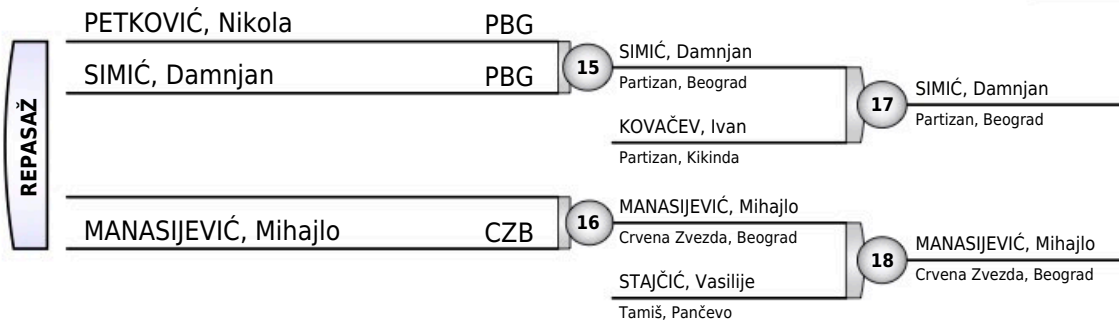 REPASAŽ
PETKOVIĆ, Nikola PBG
SIMIĆ, Damnjan PBG
15
SIMIĆ, Damnjan
Partizan, Beograd
KOVAČEV, Ivan
Partizan, Kikinda
17
SIMIĆ, Damnjan
Partizan, Beograd
MANASIJEVIĆ, Mihajlo CZB
16
MANASIJEVIĆ, Mihajlo
Crvena Zvezda, Beograd
STAJČIĆ, Vasilije
Tamiš, Pančevo
18
MANASIJEVIĆ, Mihajlo
Crvena Zvezda, Beograd